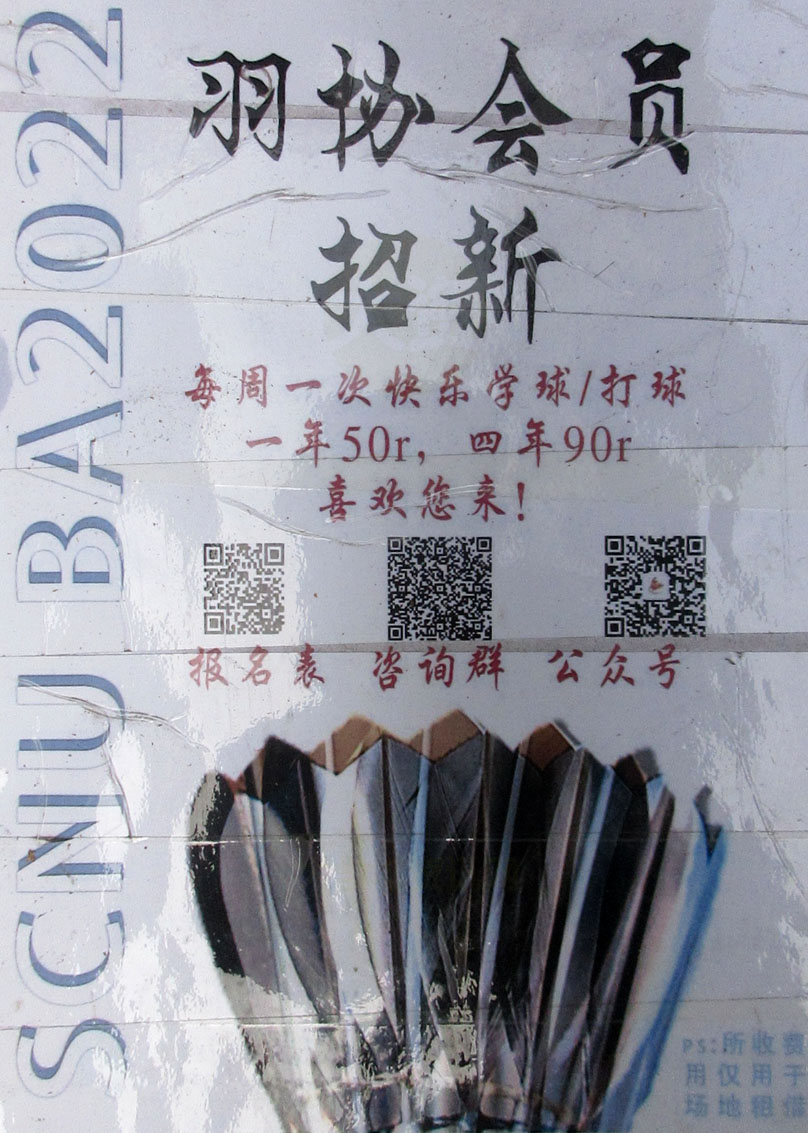 羽协会员
招新
每周一次快乐学球/打球
一年50r，四年90r
喜欢您来！
报名表 咨询群 公众号
SCNIU BA2022
PS:所收费
用仅用于
场地租借